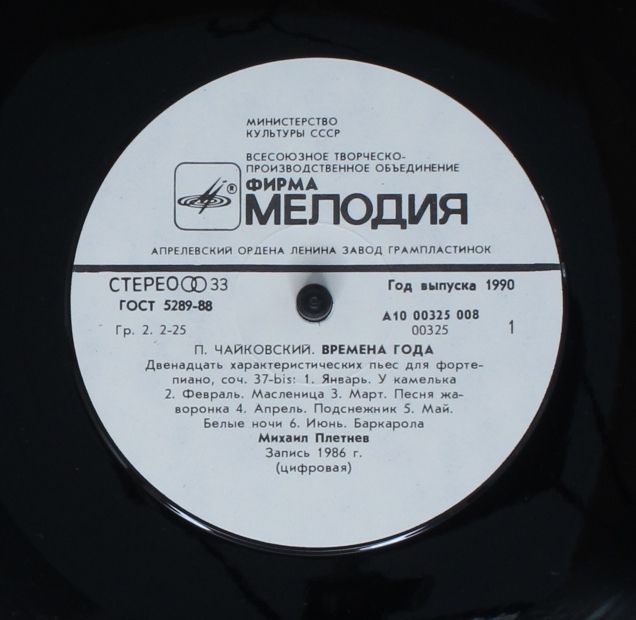 МИНИСТЕРСТВО
КУЛЬТУРЫ СССР
ВСЕСОЮЗНОЕ ТВОРЧЕСКО-
ПРОИЗВОДСТВЕННОЕ ОБЪЕДИНЕНИЕ
® ФИРМА
МЕЛОДИЯ
АПРЕЛЕВСКИЙ ОРДЕНА ЛЕНИНА ЗАВОД ГРАМПЛАСТИНОК
СТЕРЕО 33
Год выпуска 1990
ГОСТ 5289-88
А10 00325 008
Гр. 2. 2-25
00325
1
П. ЧАЙКОВСКИЙ. ВРЕМЕНА ГОДА
Двенадцать характеристических пьес для форте-
пиано, соч. 37-bis: 1. Январь. У камелька
2. Февраль. Масленица 3. Март. Песня жа-
воронка 4. Апрель. Подснежник 5. Май.
Белые ночи 6. Июнь. Баркарола
Михаил Плетнев
Запись 1986 г.
(цифровая)